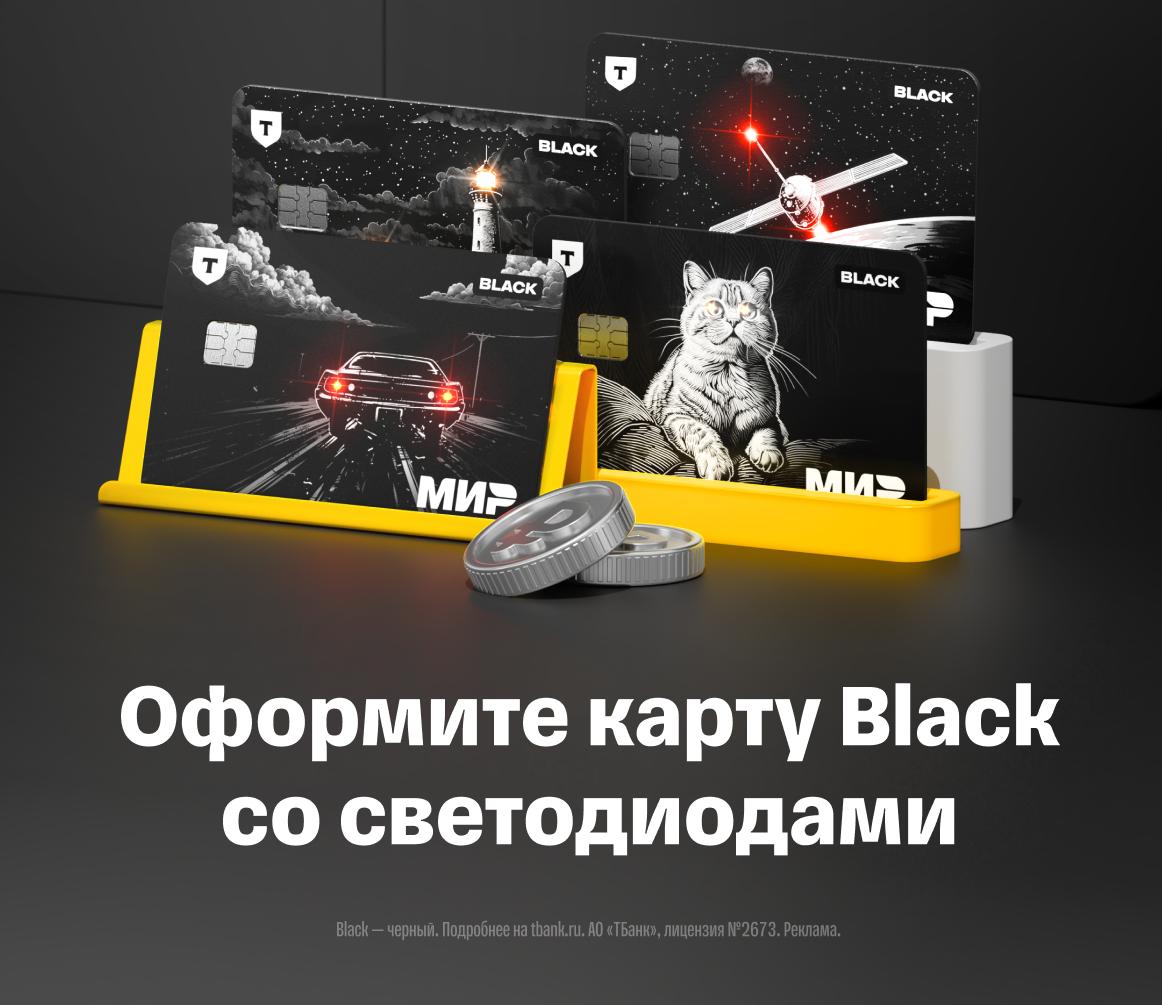 T
BLACK
T
BLACK
T
BLACK
МИР
T
BLACK
МИР
Оформите карту Black
со светодиодами
Black — черный. Подробнее на tbank.ru. АО «ТБанк», лицензия №2673. Реклама.